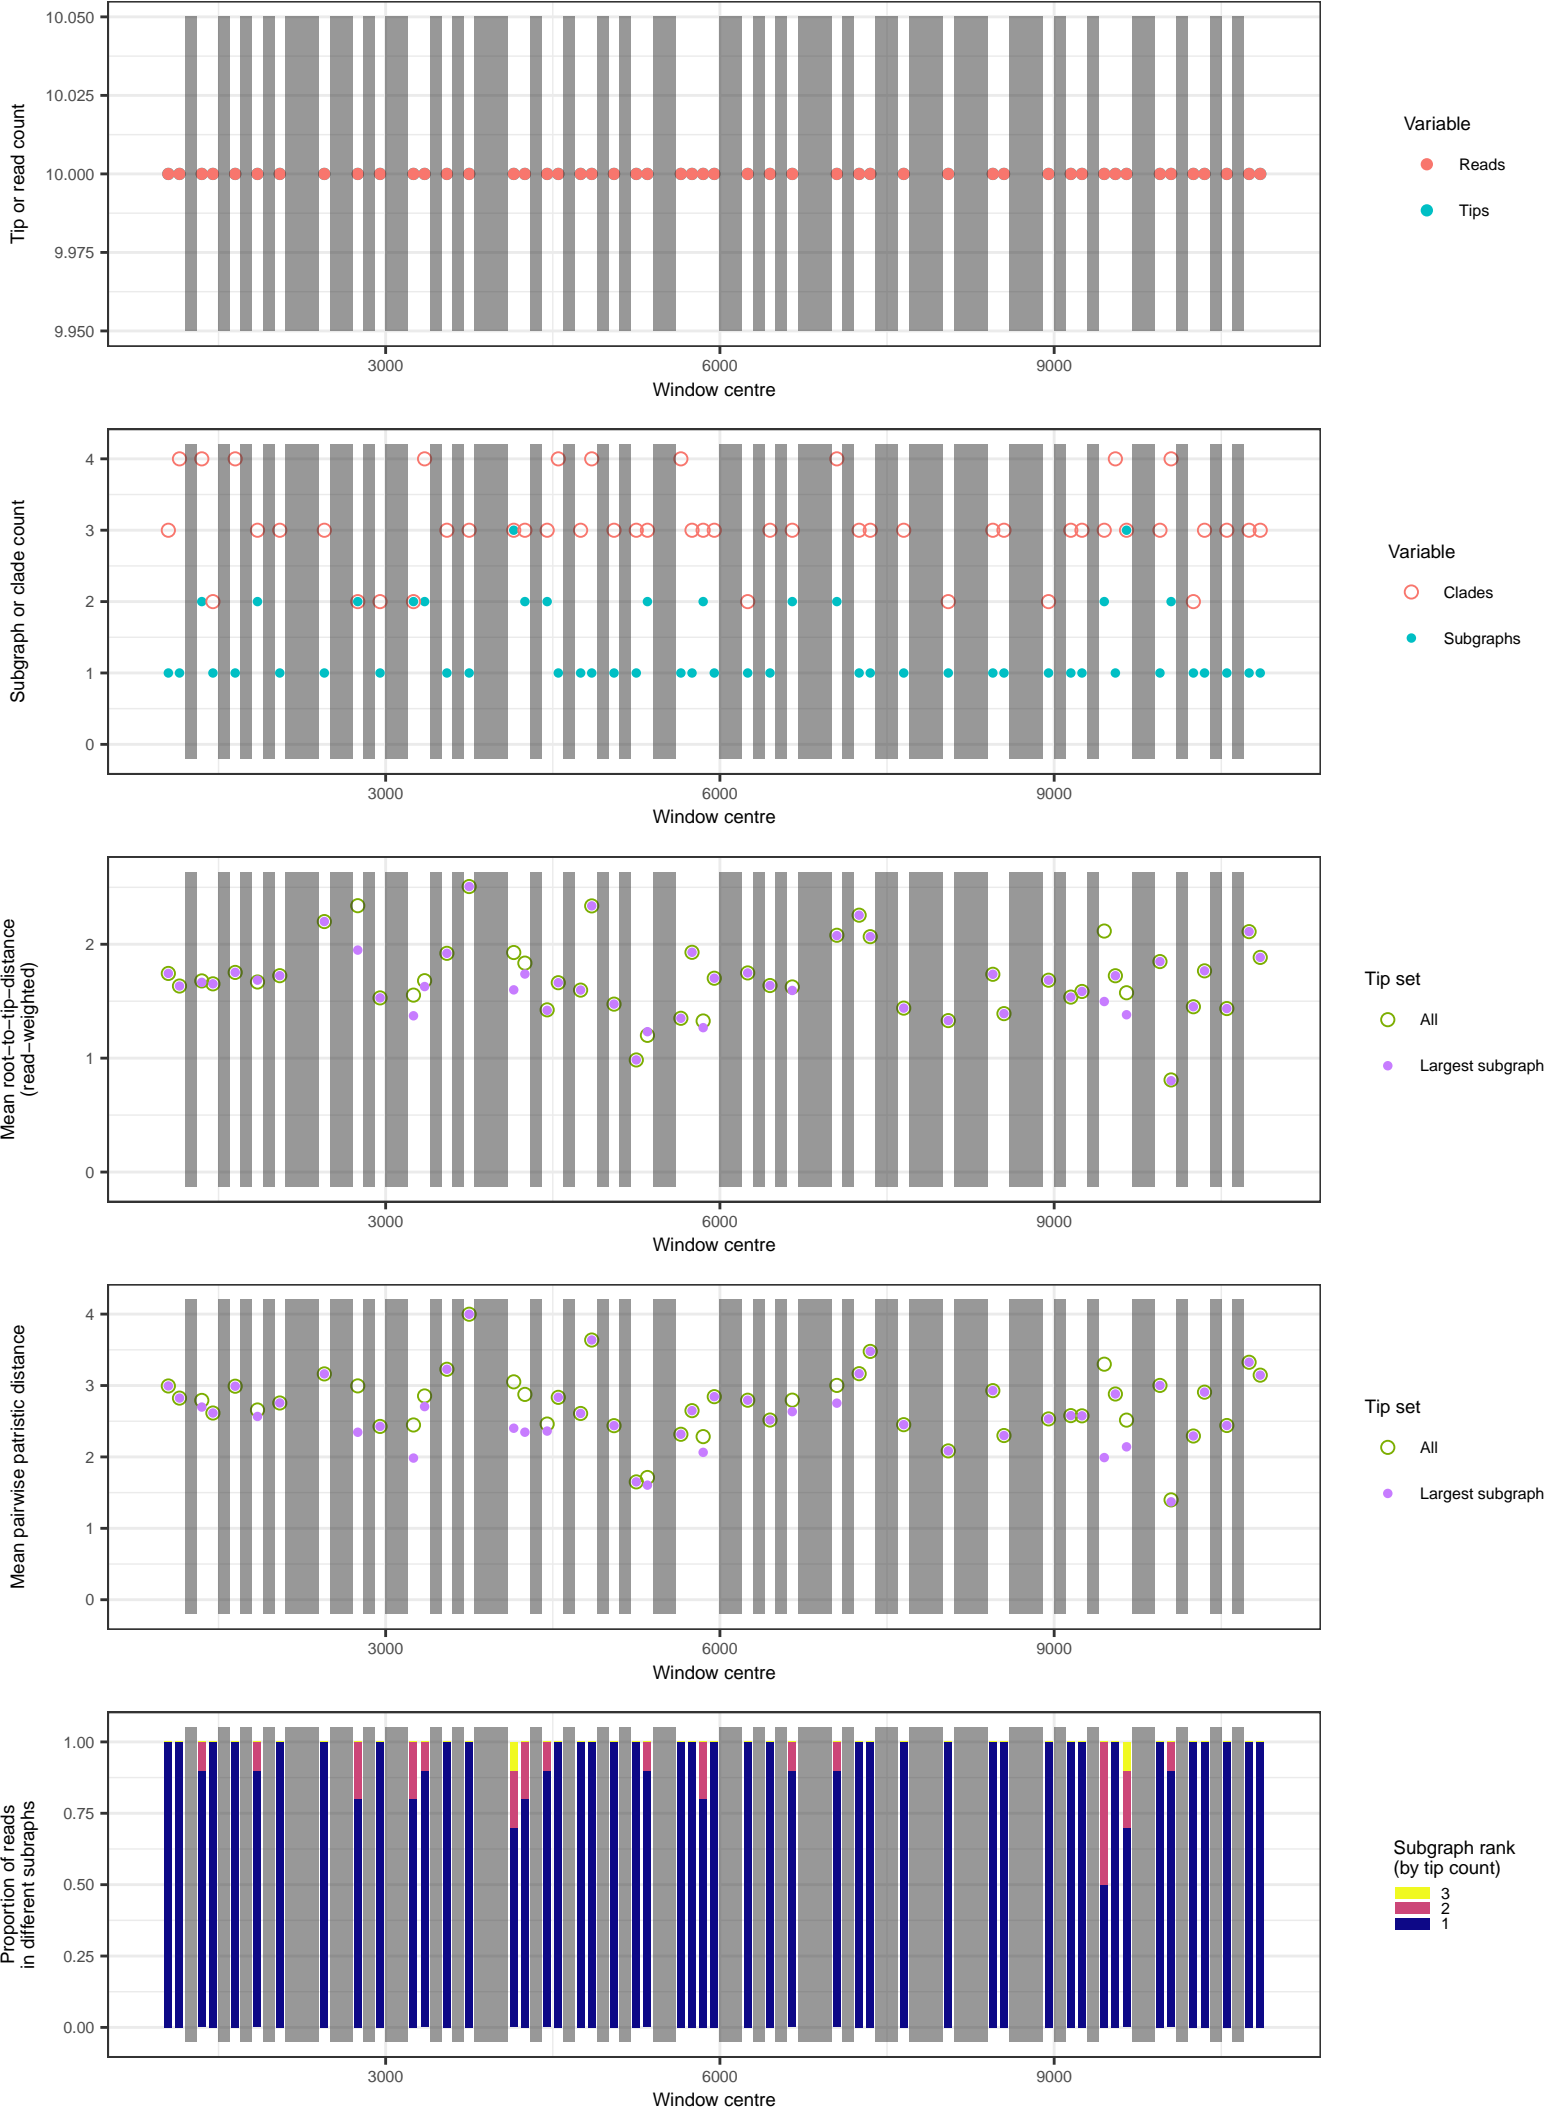 10.050
10.025
10.000
9.975
9.950
Tip or read count
3000
6000
9000
Window centre
Variable
Reads
Tips
4
3
2
1
0
Subgraph or clade count
3000
6000
9000
Window centre
Variable
Clades
Subgraphs
2
1
0
Mean root−to−tip−distance
(read−weighted)
3000
6000
9000
Window centre
Tip set
All
Largest subgraph
4
3
2
1
0
Mean pairwise patristic distance
3000
6000
9000
Window centre
Tip set
All
Largest subgraph
1.00
0.75
0.50
0.25
0.00
Proportion of reads
in different subraphs
3000
6000
9000
Window centre
Subgraph rank
(by tip count)
3
2
1